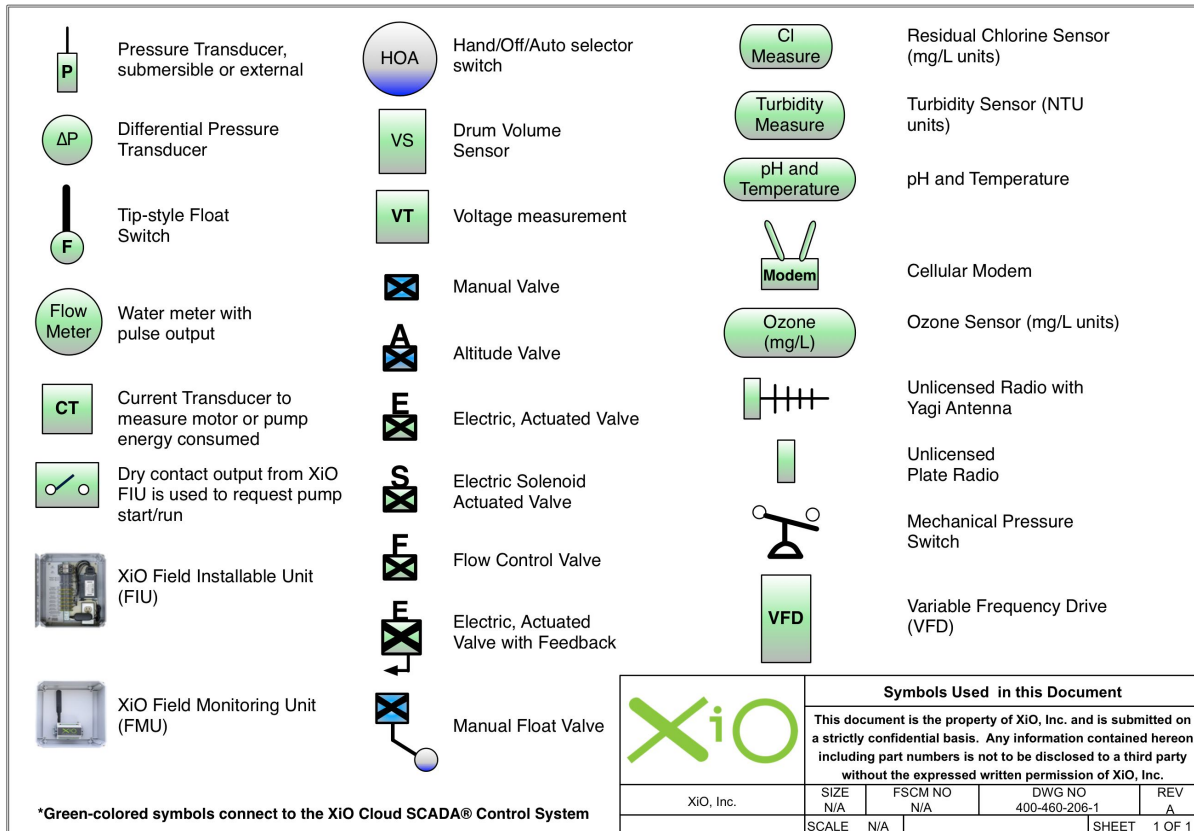 P
Pressure Transducer,
submersible or external
ΔP
Differential Pressure
Transducer
F
Tip-style Float
Switch
Flow
Meter
Water meter with
pulse output
CT
Current Transducer to
measure motor or pump
energy consumed
Dry contact output from XiO
FIU is used to request pump
start/run
XiO Field Installable Unit
(FIU)
XiO Field Monitoring Unit
(FMU)
*Green-colored symbols connect to the XiO Cloud SCADA® Control System
HOA
Hand/Off/Auto selector
switch
VS
Drum Volume
Sensor
VT
Voltage measurement
Manual Valve
A
Altitude Valve
E
Electric, Actuated Valve
S
Electric Solenoid
Actuated Valve
F
Flow Control Valve
E
Electric, Actuated
Valve with Feedback
Manual Float Valve
Cl
Measure
Residual Chlorine Sensor
(mg/L units)
Turbidity
Measure
Turbidity Sensor (NTU
units)
pH and
Temperature
pH and Temperature
Modem
Cellular Modem
Ozone
(mg/L)
Ozone Sensor (mg/L units)
Unlicensed Radio with
Yagi Antenna
Unlicensed
Plate Radio
Mechanical Pressure
Switch
VFD
Variable Frequency Drive
(VFD)
XiO
Symbols Used in this Document
This document is the property of XiO, Inc. and is submitted on
a strictly confidential basis. Any information contained hereon
including part numbers is not to be disclosed to a third party
without the expressed written permission of XiO, Inc.
XiO, Inc.
SIZE
N/A
FSCM NO
N/A
DWG NO
400-460-206-1
REV
A
SCALE N/A
SHEET 1 OF 1